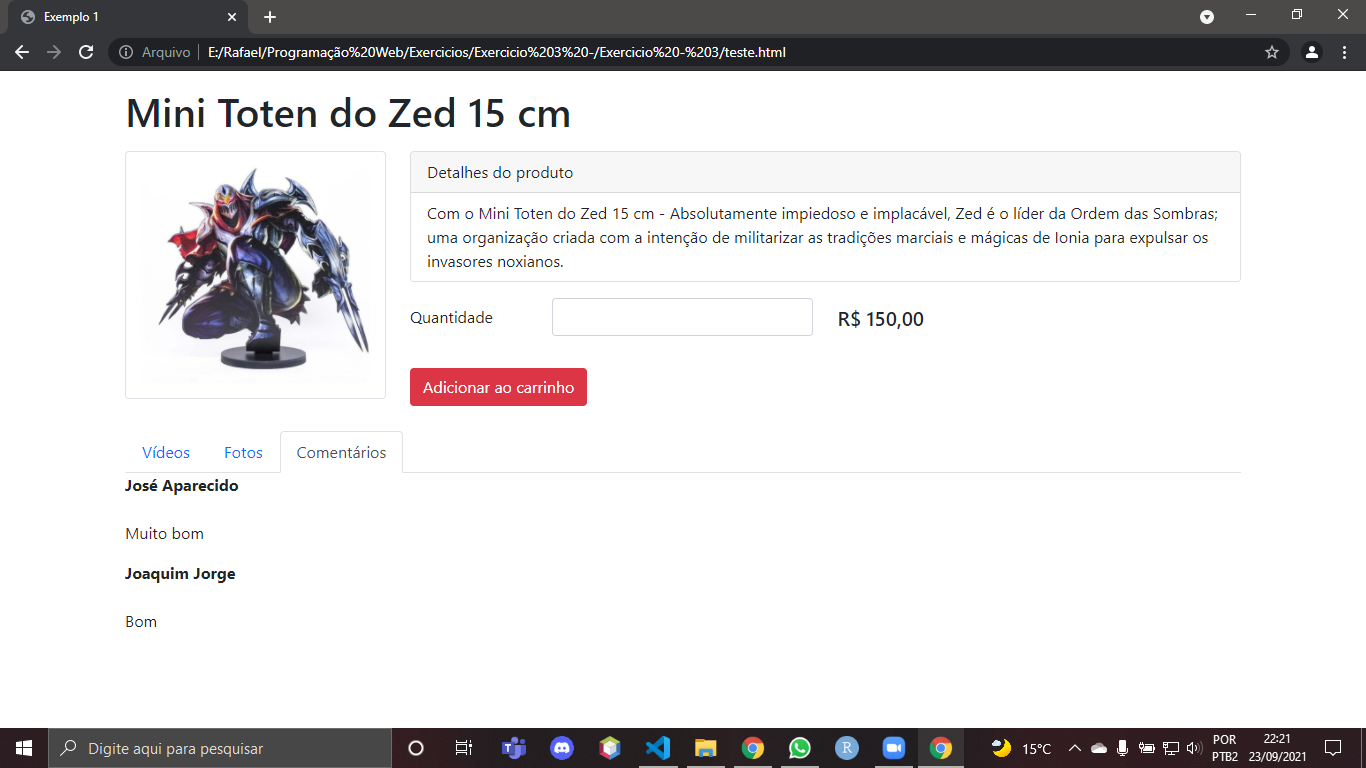 Exemplo 1
Arquivo
E:/Rafael/Programação%20Web/Exercicios/Exercicio%203%20-/Exercicio%20-%203/teste.html
Mini Toten do Zed 15 cm
Detalhes do produto
Com o Mini Toten do Zed 15 cm - Absolutamente impiedoso e implacável, Zed é o líder da Ordem das Sombras;
uma organização criada com a intenção de militarizar as tradições marciais e mágicas de Ionia para expulsar os
invasores noxianos.
Quantidade
R$ 150,00
Adicionar ao carrinho
Vídeos
Fotos
Comentários
José Aparecido
Muito bom
Joaquim Jorge
Bom
Digite aqui para pesquisar
R
15°C
POR
PTB2
22:21
23/09/2021